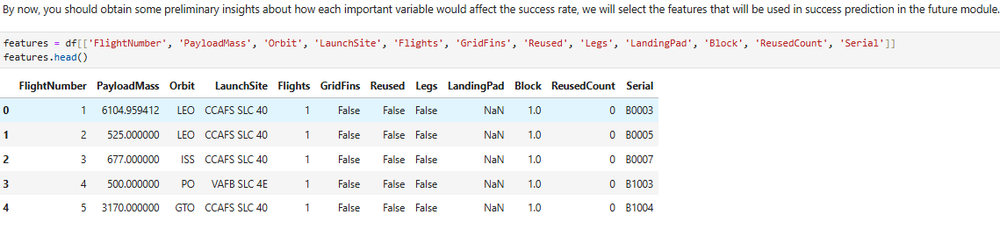 By now, you should obtain some preliminary insights about how each important variable would affect the success rate, we will select the features that will be used in success prediction in the future module.
features = df[['FlightNumber', 'PayloadMass', 'Orbit', 'LaunchSite', 'Flights', 'GridFins', 'Reused', 'Legs', 'LandingPad', 'Block', 'ReusedCount', 'Serial']]
features.head()
FlightNumber PayloadMass Orbit LaunchSite Flights GridFins Reused Legs LandingPad Block ReusedCount Serial
0 1 6104.959412 LEO CCAFS SLC 40 1 False False False NaN 1.0 0 B0003
1 2 525.000000 LEO CCAFS SLC 40 1 False False False NaN 1.0 0 B0005
2 3 677.000000 ISS CCAFS SLC 40 1 False False False NaN 1.0 0 B0007
3 4 500.000000 PO VAFB SLC 4E 1 False False False NaN 1.0 0 B1003
4 5 3170.000000 GTO CCAFS SLC 40 1 False False False NaN 1.0 0 B1004